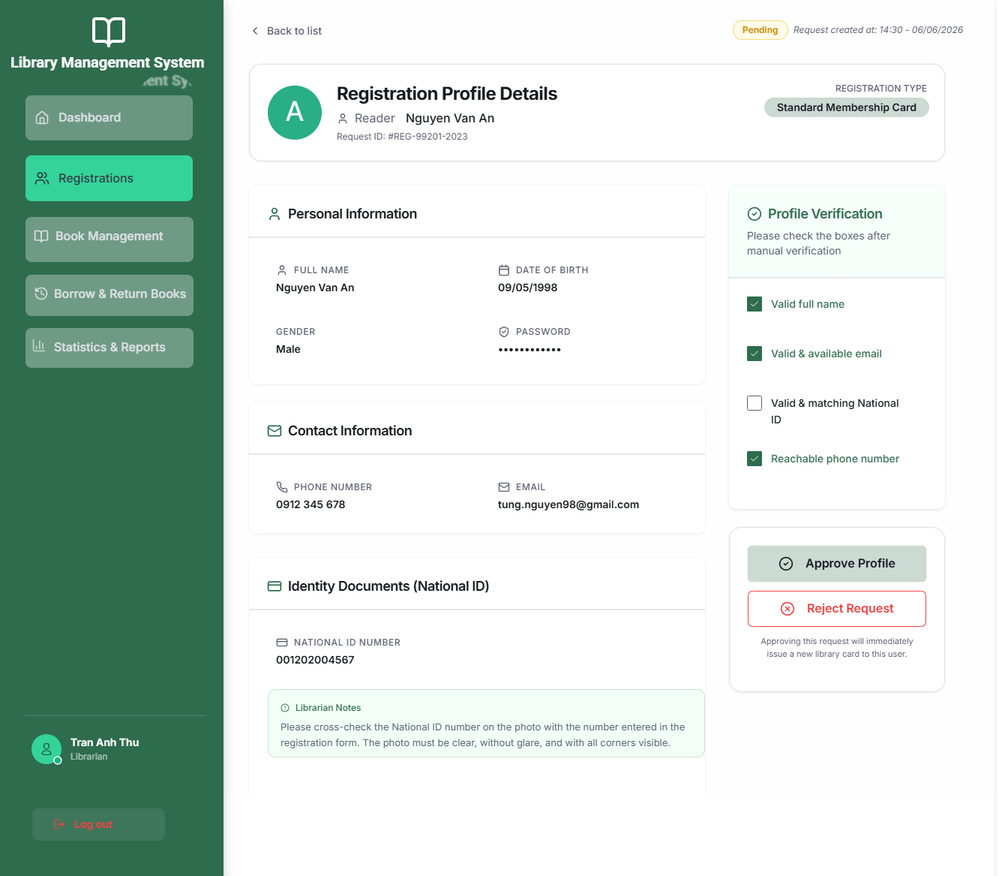 Library Management System
ent Sy
Dashboard
Registrations
Book Management
Borrow & Return Books
Statistics & Reports
Tran Anh Thu
Librarian
Log out
Back to list
Pending
Request created at: 14:30 - 06/06/2026
A
Registration Profile Details
Reader Nguyen Van An
Request ID: #REG-99201-2023
REGISTRATION TYPE
Standard Membership Card
Personal Information
FULL NAME
Nguyen Van An
DATE OF BIRTH
09/05/1998
GENDER
Male
PASSWORD
••••••••••••
Contact Information
PHONE NUMBER
0912 345 678
EMAIL
tung.nguyen98@gmail.com
Identity Documents (National ID)
NATIONAL ID NUMBER
001202004567
Librarian Notes
Please cross-check the National ID number on the photo with the number entered in the
registration form. The photo must be clear, without glare, and with all corners visible.
Profile Verification
Please check the boxes after
manual verification
Valid full name
Valid & available email
Valid & matching National
ID
Reachable phone number
Approve Profile
Reject Request
Approving this request will immediately
issue a new library card to this user.